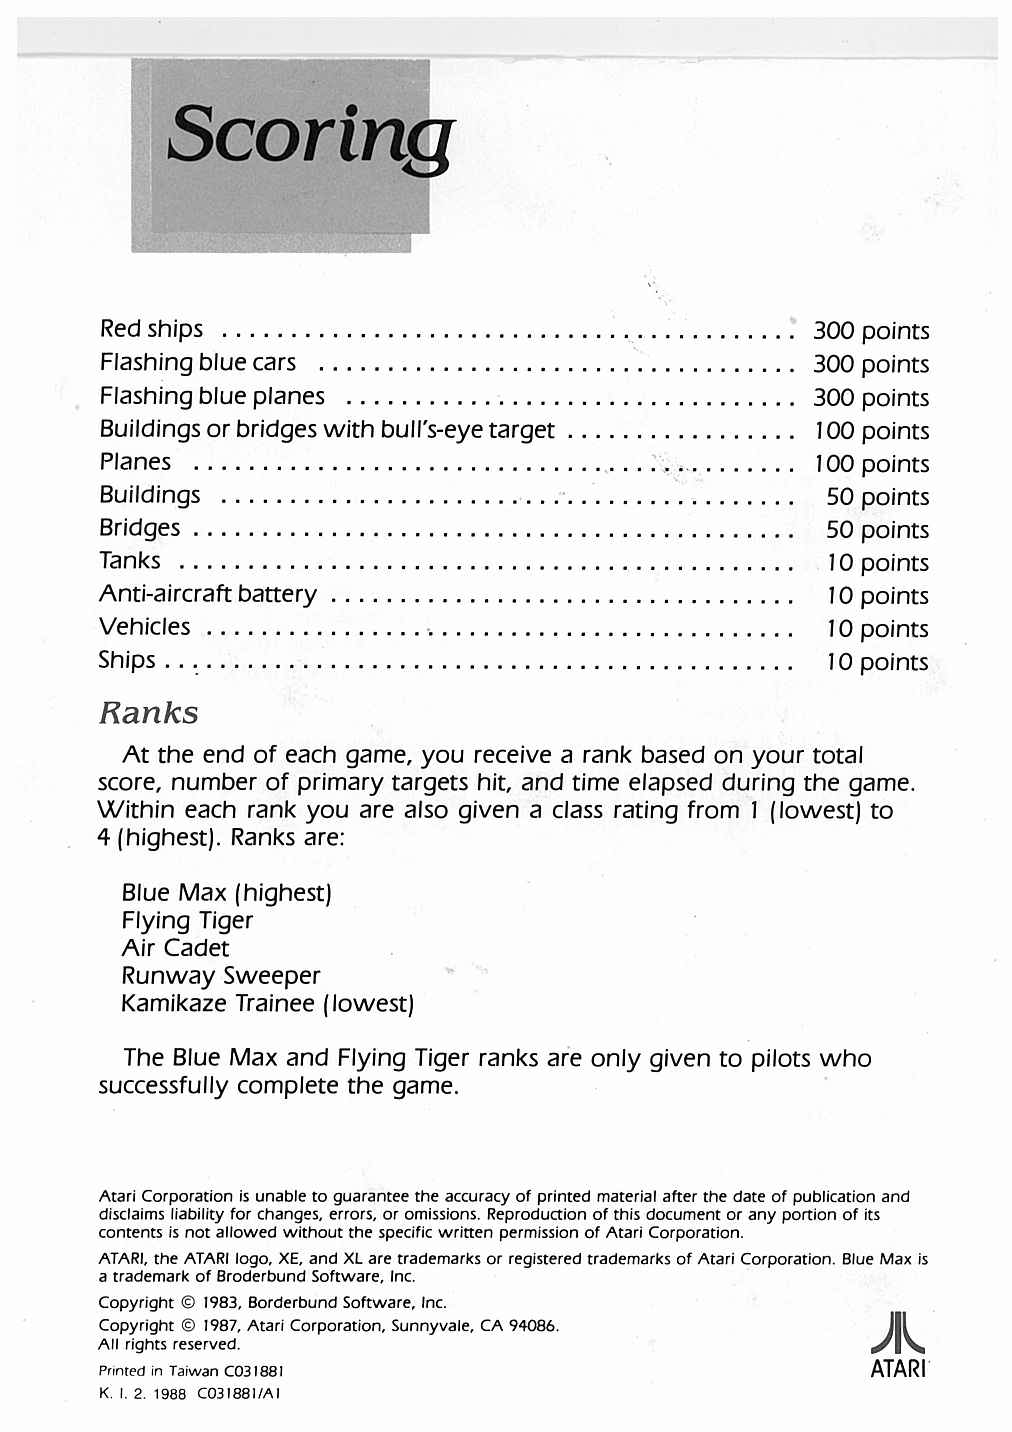 Scoring
Red ships .......................................... 300 points
Flashing blue cars ................................... 300 points
Flashing blue planes ................................. 300 points
Buildings or bridges with bull's-eye target ................. 100 points
Planes ............................................ 100 points
Buildings .......................................... 50 points
Bridges ............................................ 50 points
Tanks ............................................. 10 points
Anti-aircraft battery .................................. 10 points
Vehicles ........................................... 10 points
Ships .............................................. 10 points
Ranks
At the end of each game, you receive a rank based on your total
score, number of primary targets hit, and time elapsed during the game.
Within each rank you are also given a class rating from 1 (lowest) to
4 (highest). Ranks are:
Blue Max (highest)
Flying Tiger
Air Cadet
Runway Sweeper
Kamikaze Trainee (lowest)
The Blue Max and Flying Tiger ranks are only given to pilots who
successfully complete the game.
Atari Corporation is unable to guarantee the accuracy of printed material after the date of publication and
disclaims liability for changes, errors, or omissions. Reproduction of this document or any portion of its
contents is not allowed without the specific written permission of Atari Corporation.
ATARI, the ATARI logo, XE, and XL are trademarks or registered trademarks of Atari Corporation. Blue Max is
a trademark of Broderbund Software, Inc.
Copyright © 1983, Borderbund Software, Inc.
Copyright © 1987, Atari Corporation, Sunnyvale, CA 94086.
All rights reserved.
Printed in Taiwan C031881
K. I. 2. 1988 C031881/A1
ATARI